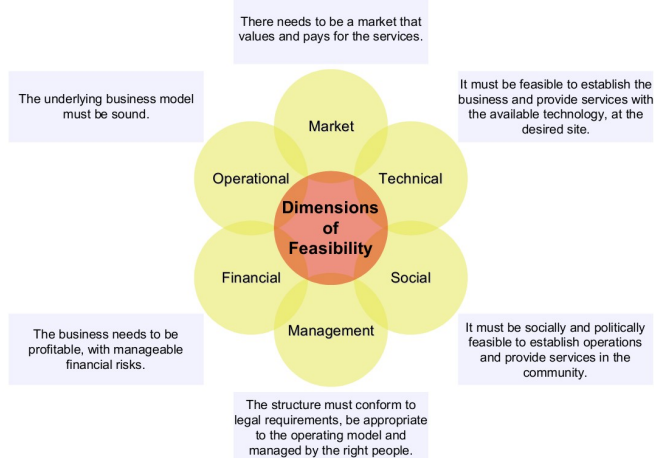 There needs to be a market that
values and pays for the services.
The underlying business model
must be sound.
It must be feasible to establish the
business and provide services with
the available technology, at the
desired site.
Market
Operational
Technical
Dimensions
of
Feasibility
Financial
Social
Management
The business needs to be
profitable, with manageable
financial risks.
It must be socially and politically
feasible to establish operations
and provide services in the
community.
The structure must conform to
legal requirements, be appropriate
to the operating model and
managed by the right people.